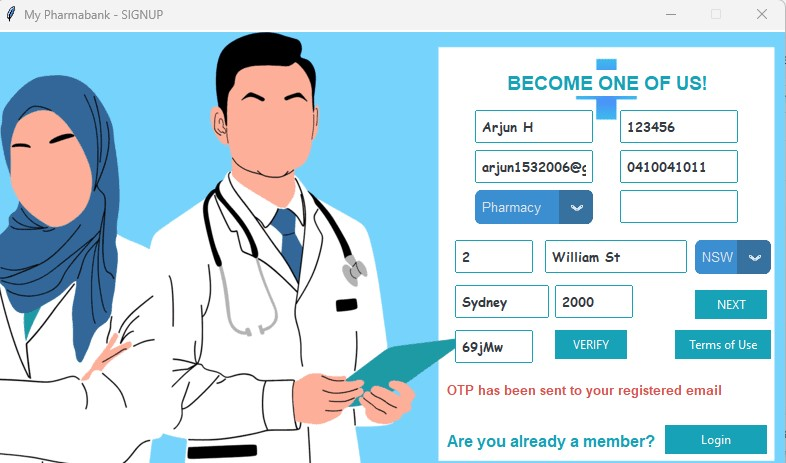 My Pharmabank - SIGNUP
BECOME ONE OF US!
Arjun H 123456
arjun1532006@g 0410041011
Pharmacy
2 William St NSW
Sydney 2000 NEXT
69jMw VERIFY Terms of Use
OTP has been sent to your registered email
Are you already a member? Login